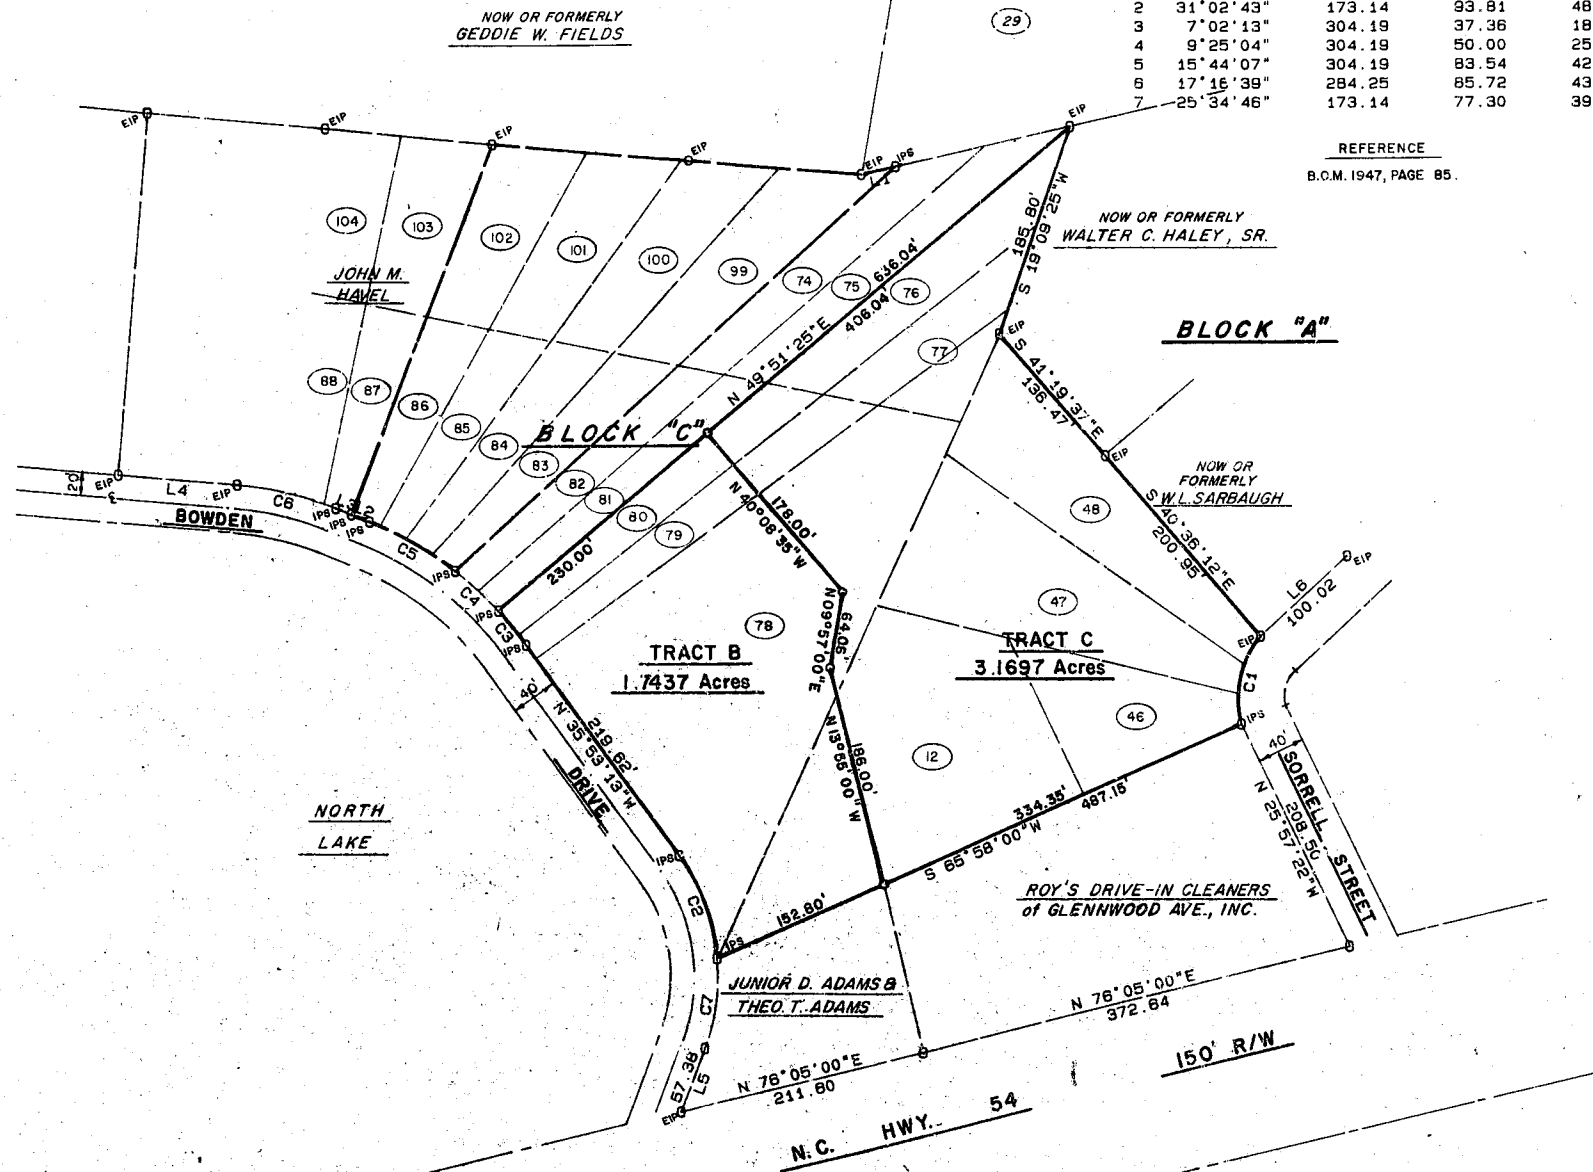 NOW OR FORMERLY
GEDDIE W. FIELDS
29
2 31°02'43" 173.14 93.81 48
3 7°02'13" 304.19 37.36 18
4 9°25'04" 304.19 50.00 25
5 15°44'07" 304.19 83.54 42
6 17°16'39" 284.25 85.72 43
7 25°34'46" 173.14 77.30 39
REFERENCE
B.O.M. 1947, PAGE 85.
EIP
EIP
EIP
EIP
EIP
IPS
EIP
L1
NOW OR FORMERLY
WALTER C. HALEY, SR.
185.80'
S 19°09'25"W
104
103
102
101
100
99
74
75
76
77
JOHN M.
HAVEL
636.04'
N 49°51'25"E
406.04'
BLOCK "A"
EIP
S 41°19'37"E
136.47'
88
87
86
85
84
83
82
81
80
79
BLOCK "C"
EIP
NOW OR
FORMERLY
W.L. SARBAUGH
48
S 40°36'12"E
200.95'
20'
EIP
L4
EIP
C6
IPS
L3
L2
IPS
IPS
BOWDEN
C5
IPS
C4
IPS
C3
IPS
230.00'
178.00'
N 40°08'35"W
64.06'
N 09°57'00"E
EIP
L6
100.02
EIP
78
47
TRACT B
1.7437 Acres
TRACT C
3.1697 Acres
C1
IPS
46
12
40'
219.62'
N 35°53'13"W
DRIVE
186.00'
N 13°55'00"W
40'
SORRELL
STREET
208.50
N 25°57'22"W
334.35'
487.15'
S 65°58'00"W
NORTH
LAKE
IPS
C2
152.80'
IPS
ROY'S DRIVE-IN CLEANERS
of GLENNWOOD AVE., INC.
JUNIOR D. ADAMS &
THEO. T. ADAMS
C7
57.38
L5
EIP
N 76°05'00"E
211.60
N 76°05'00"E
372.64
150' R/W
N.C. HWY. 54